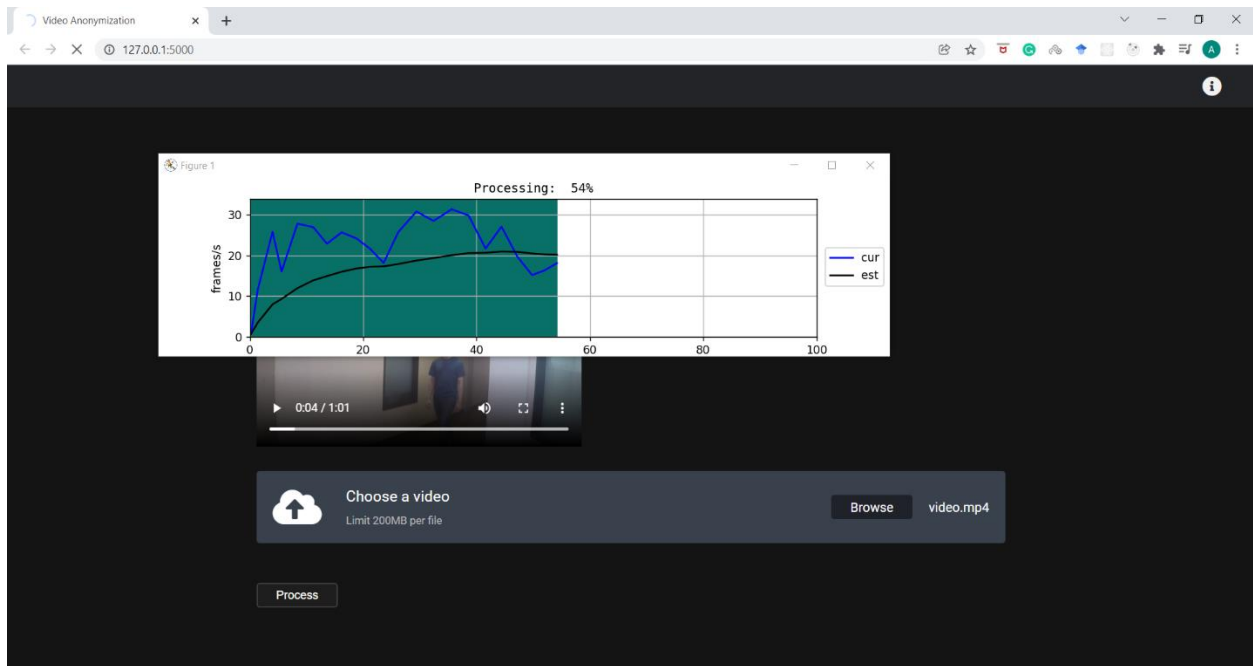 Video Anonymization
127.0.0.1:5000
A
Figure 1
Processing: 54%
30
20
10
0
frames/s
0 20 40 60 80 100
cur
est
0:04 / 1:01
Choose a video
Limit 200MB per file
Browse video.mp4
Process